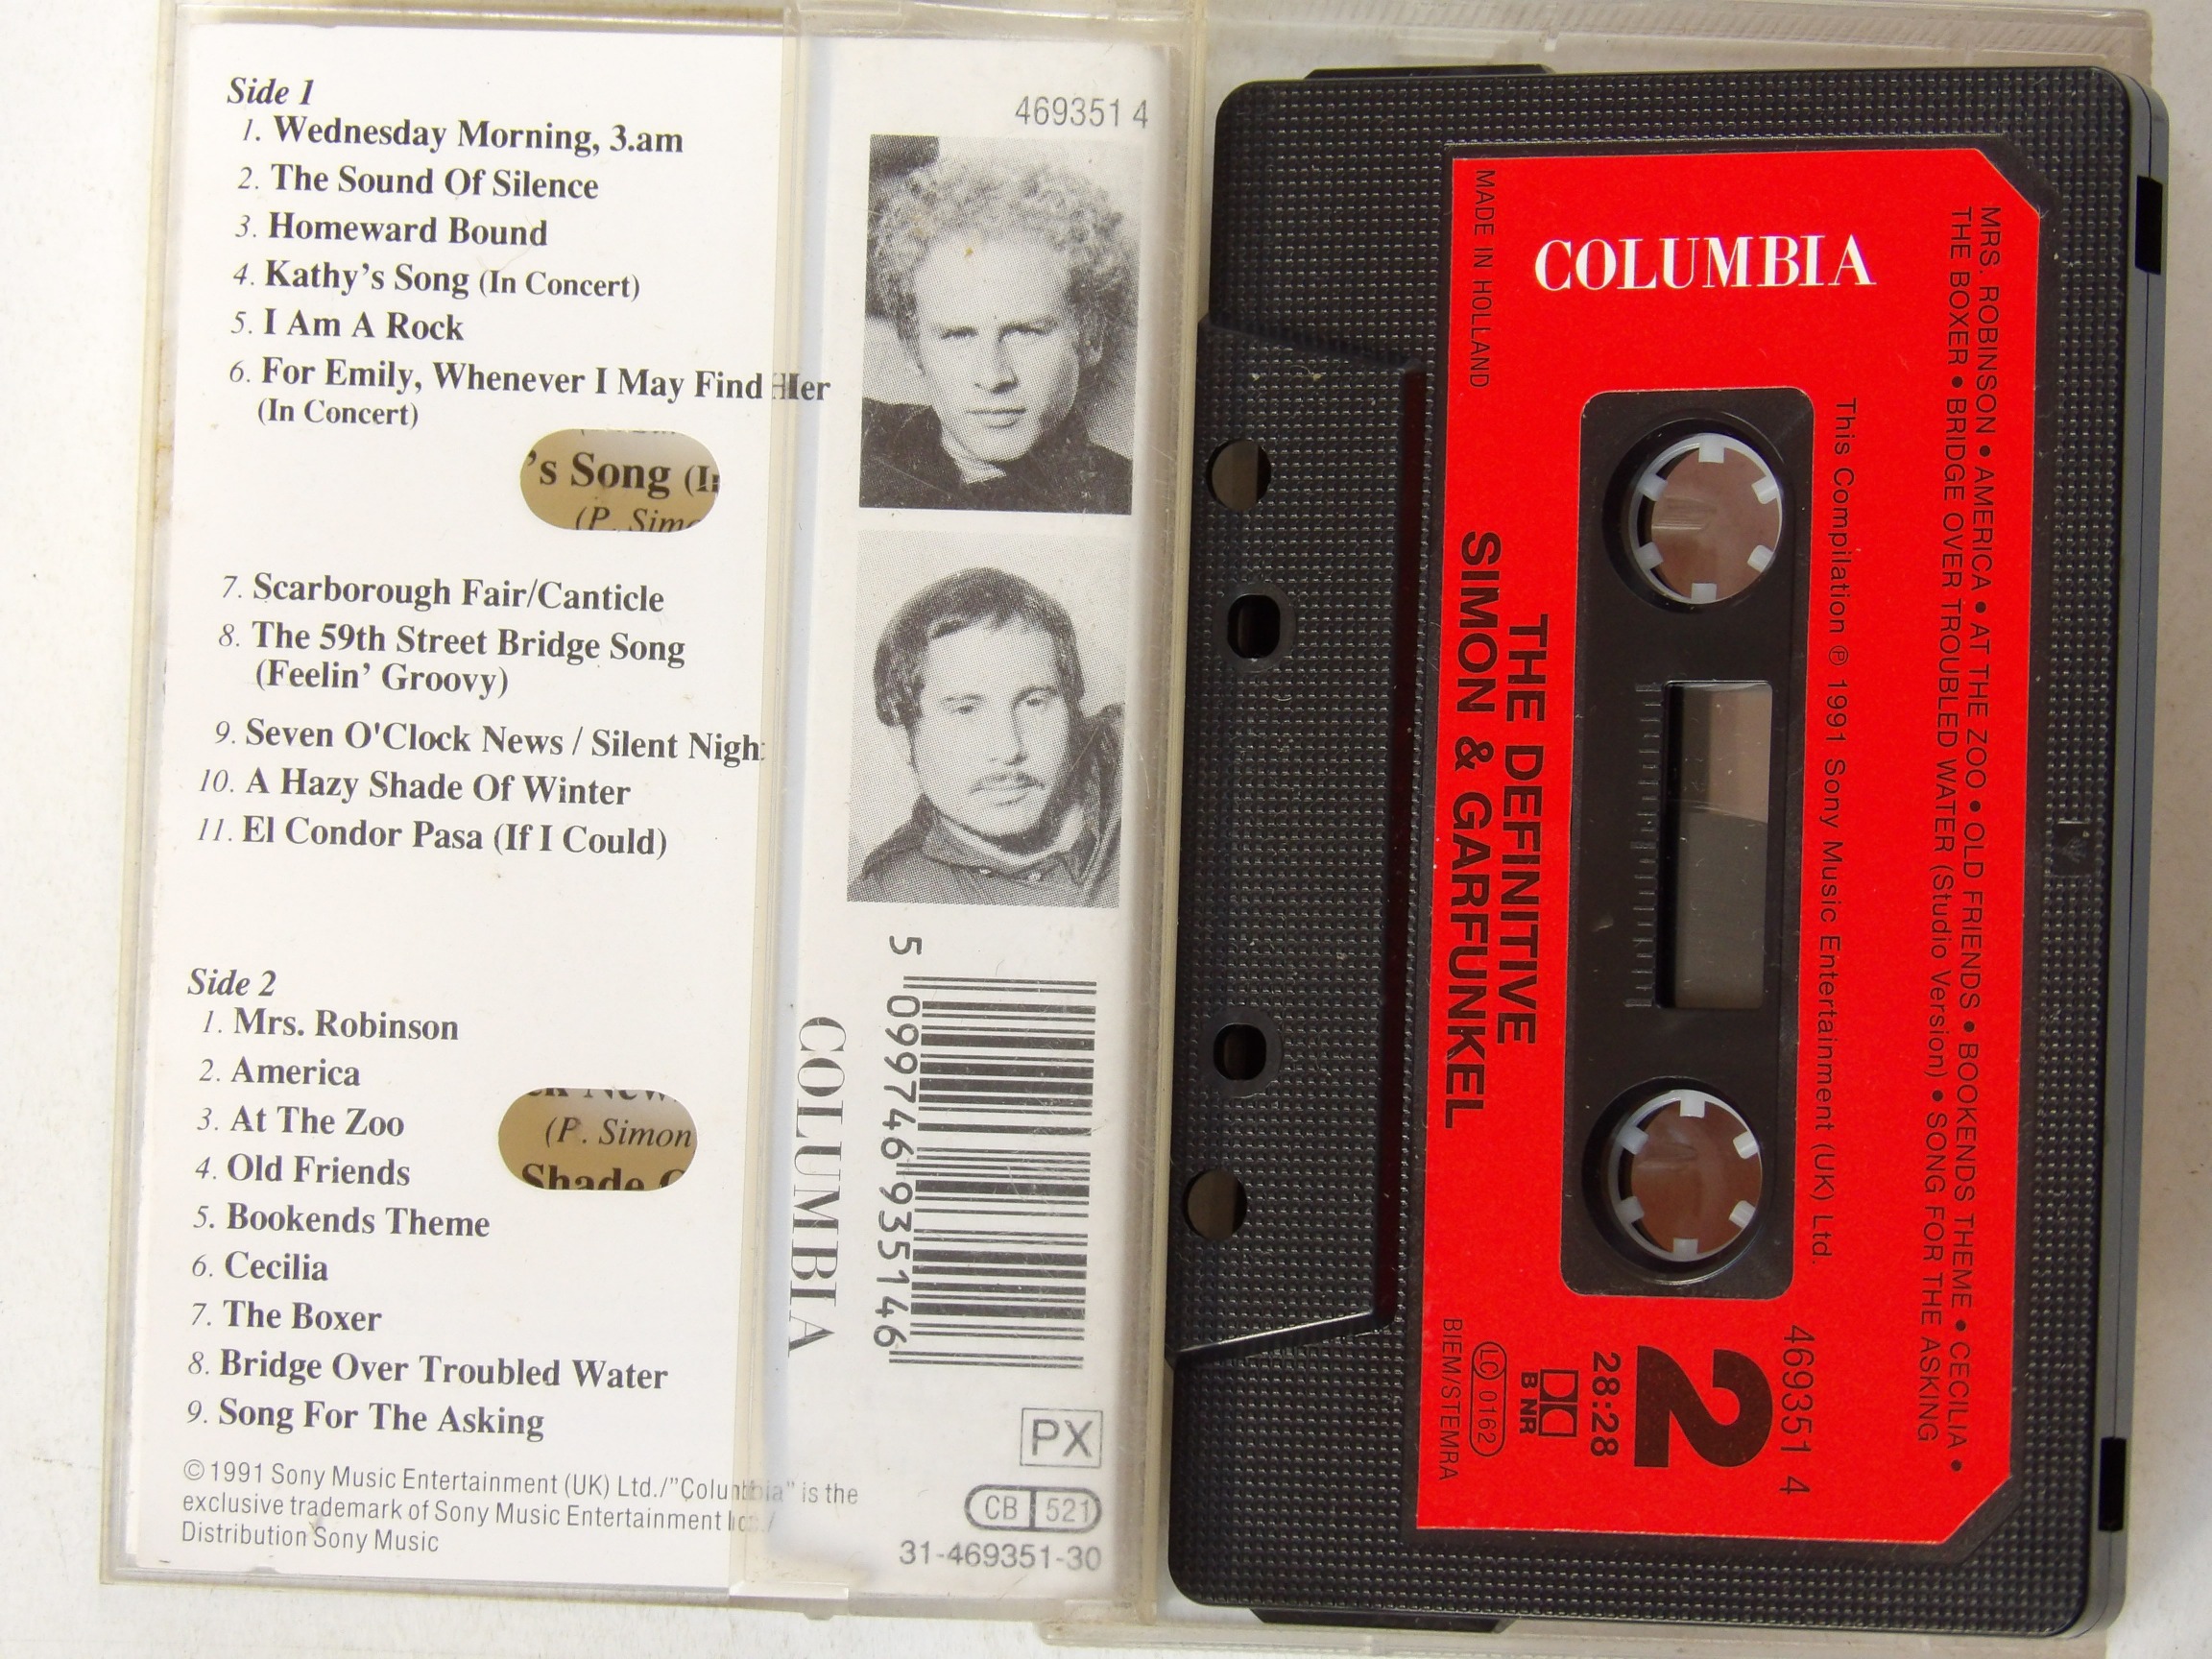 Side 1
1. Wednesday Morning, 3.am
2. The Sound Of Silence
3. Homeward Bound
4. Kathy's Song (In Concert)
5. I Am A Rock
6. For Emily, Whenever I May Find Her
(In Concert)
's Song (In
(P. Simo
7. Scarborough Fair/Canticle
8. The 59th Street Bridge Song
(Feelin' Groovy)
9. Seven O'Clock News / Silent Nigh
10. A Hazy Shade Of Winter
11. El Condor Pasa (If I Could)
Side 2
1. Mrs. Robinson
2. America
3. At The Zoo
4. Old Friends
5. Bookends Theme
6. Cecilia
7. The Boxer
8. Bridge Over Troubled Water
9. Song For The Asking
(P. Simon
Shade
©1991 Sony Music Entertainment (UK) Ltd./"Columbia" is the
exclusive trademark of Sony Music Entertainment Inc./
Distribution Sony Music
469351 4
5 099746 935146
COLUMBIA
PX
CB 521
31-469351-30
COLUMBIA
MADE IN HOLLAND
MRS. ROBINSON • AMERICA • AT THE ZOO • OLD FRIENDS • BOOKENDS THEME • CECILIA •
THE BOXER • BRIDGE OVER TROUBLED WATER (Studio Version) • SONG FOR THE ASKING
This Compilation ℗ 1991 Sony Music Entertainment (UK) Ltd.
THE DEFINITIVE
SIMON & GARFUNKEL
469351 4
2
28:28
B NR
LC 0162
BIEM/STEMRA